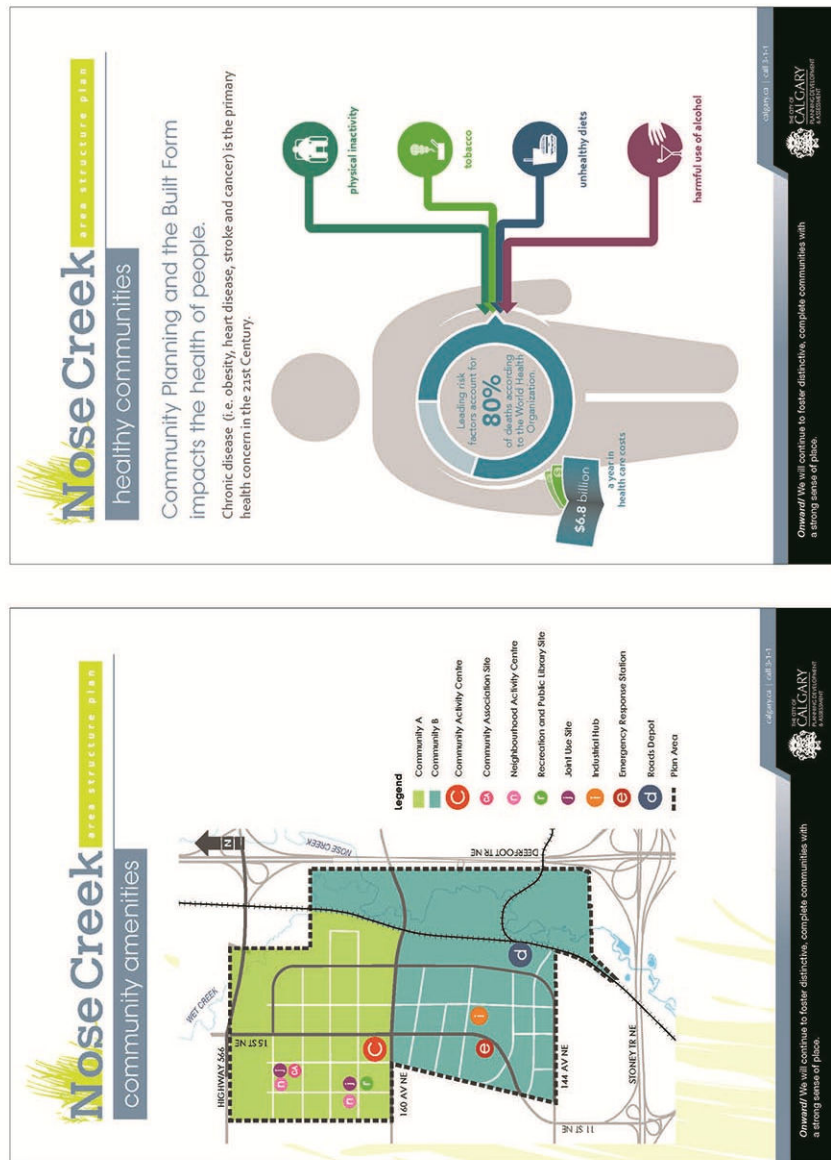 Nose Creek area structure plan
healthy communities
Community Planning and the Built Form
impacts the health of people.
Chronic disease (i.e. obesity, heart disease, stroke and cancer) is the primary
health concern in the 21st Century.
Leading risk
factors account for
80%
of deaths according
to the World Health
Organization.
$6.8 billion
a year in
health care costs
physical inactivity
tobacco
unhealthy diets
harmful use of alcohol
calgary.ca | call 3-1-1
Onward/ We will continue to foster distinctive, complete communities with
a strong sense of place.
THE CITY OF
CALGARY
PLANNING, DEVELOPMENT
& ASSESSMENT
Nose Creek area structure plan
community amenities
N
HIGHWAY 566
WET CREEK
NOSE CREEK
15 ST NE
DEERFOOT TR NE
n
j
CA
n
j
r
C
160 AV NE
e
i
d
144 AV NE
11 ST NE
STONEY TR NE
Legend
Community A
Community B
C Community Activity Centre
CA Community Association Site
n Neighbourhood Activity Centre
r Recreation and Public Library Site
j Joint Use Site
i Industrial Hub
e Emergency Response Station
d Roads Depot
Plan Area
calgary.ca | call 3-1-1
Onward/ We will continue to foster distinctive, complete communities with
a strong sense of place.
THE CITY OF
CALGARY
PLANNING, DEVELOPMENT
& ASSESSMENT